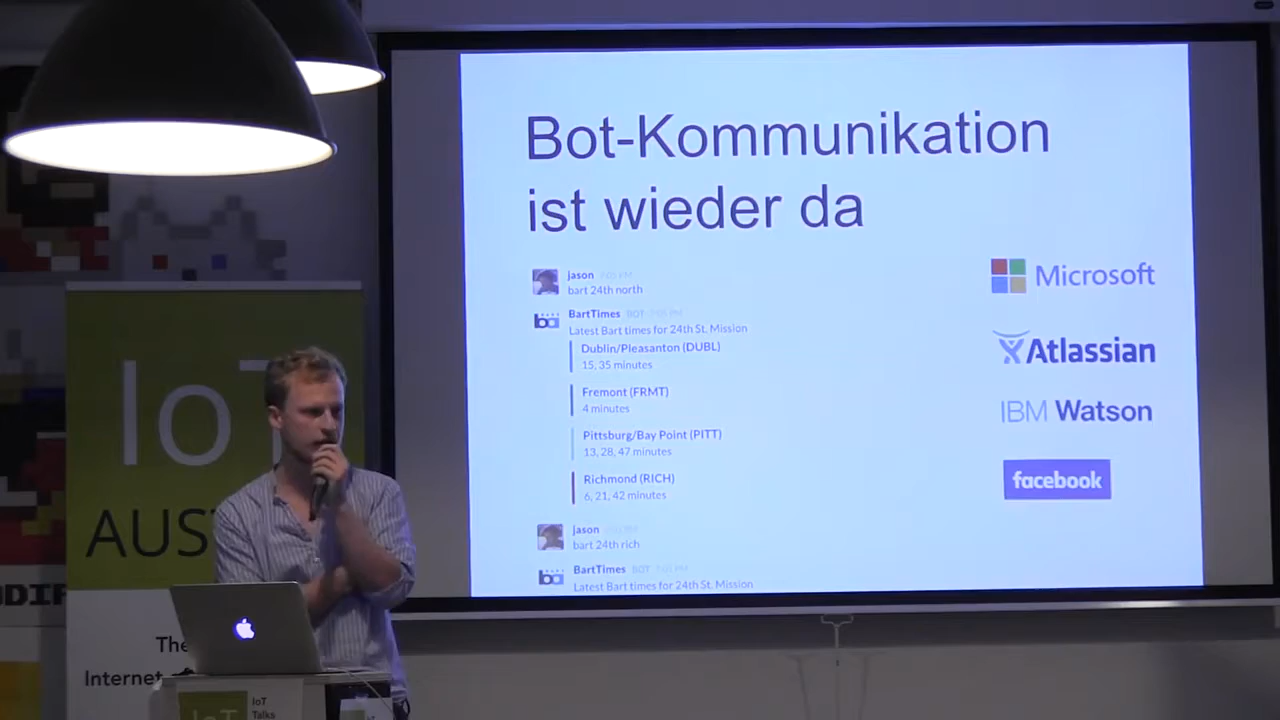 Bot-Kommunikation
ist wieder da
jason
bart 24th north
BartTimes BOT
Latest Bart times for 24th St. Mission
Dublin/Pleasanton (DUBL)
15, 35 minutes
Fremont (FRMT)
4 minutes
Pittsburg/Bay Point (PITT)
13, 28, 47 minutes
Richmond (RICH)
6, 21, 42 minutes
jason
bart 24th rich
BartTimes BOT
Latest Bart times for 24th St. Mission
Microsoft
Atlassian
IBM Watson
facebook
IoT
AUS
The
Internet
IoT
IoT
Talks